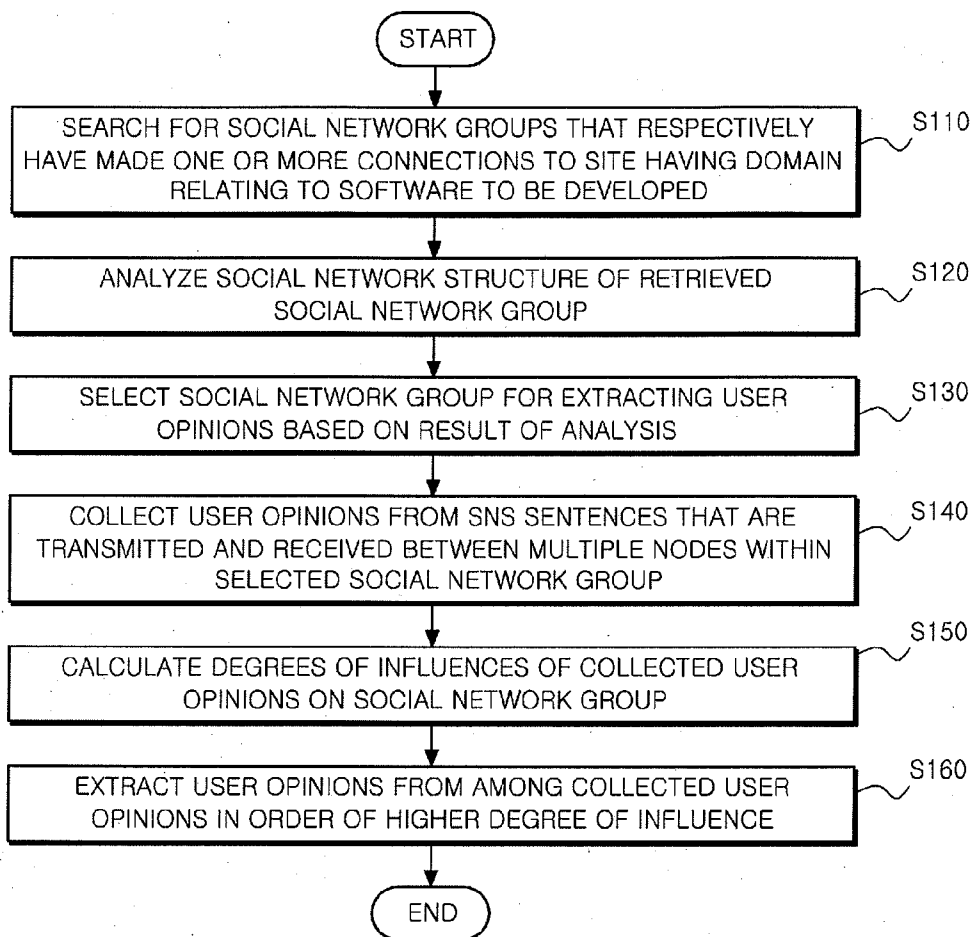 START
SEARCH FOR SOCIAL NETWORK GROUPS THAT RESPECTIVELY
HAVE MADE ONE OR MORE CONNECTIONS TO SITE HAVING DOMAIN
RELATING TO SOFTWARE TO BE DEVELOPED
S110
ANALYZE SOCIAL NETWORK STRUCTURE OF RETRIEVED
SOCIAL NETWORK GROUP
S120
SELECT SOCIAL NETWORK GROUP FOR EXTRACTING USER
OPINIONS BASED ON RESULT OF ANALYSIS
S130
COLLECT USER OPINIONS FROM SNS SENTENCES THAT ARE
TRANSMITTED AND RECEIVED BETWEEN MULTIPLE NODES WITHIN
SELECTED SOCIAL NETWORK GROUP
S140
CALCULATE DEGREES OF INFLUENCES OF COLLECTED USER
OPINIONS ON SOCIAL NETWORK GROUP
S150
EXTRACT USER OPINIONS FROM AMONG COLLECTED USER
OPINIONS IN ORDER OF HIGHER DEGREE OF INFLUENCE
S160
END